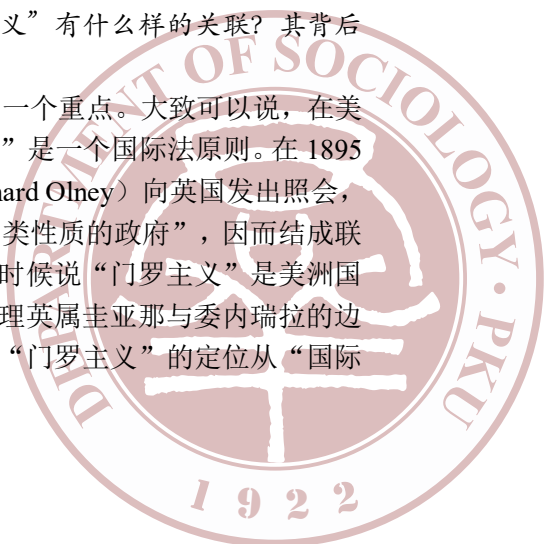 义”有什么样的关联？其背后
一个重点。大致可以说，在美
”是一个国际法原则。在 1895
hard Olney）向英国发出照会，
类性质的政府”，因而结成联
时候说“门罗主义”是美洲国
理英属圭亚那与委内瑞拉的边
“门罗主义”的定位从“国际
DEPARTMENT OF SOCIOLOGY · PKU
1922